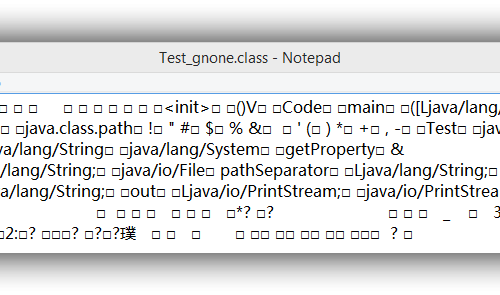 Test_gnone.class - Notepad
□ □ □ □ □ □ □ □ □ □<init>□ □()V□ □Code□ □main□ □([Ljava/lang/
□ □java.class.path□ !□ " #□ $□ % &□ □ ' (□ ) *□ +□ , -□ □Test□ □jav
va/lang/String□ □java/lang/System□ □getProperty□ &
/lang/String;□ □java/io/File□ pathSeparator□ □Ljava/lang/String;□
a/lang/String;□ □out□ □Ljava/io/PrintStream;□ □java/io/PrintStrea
□ □ □ □ □ □ □ □*? □? □ □ □ _ □ 3
□2:□? □□□? □?□?璞 □ □ □ □ □□ □□ □□ □□ □□□ ? □